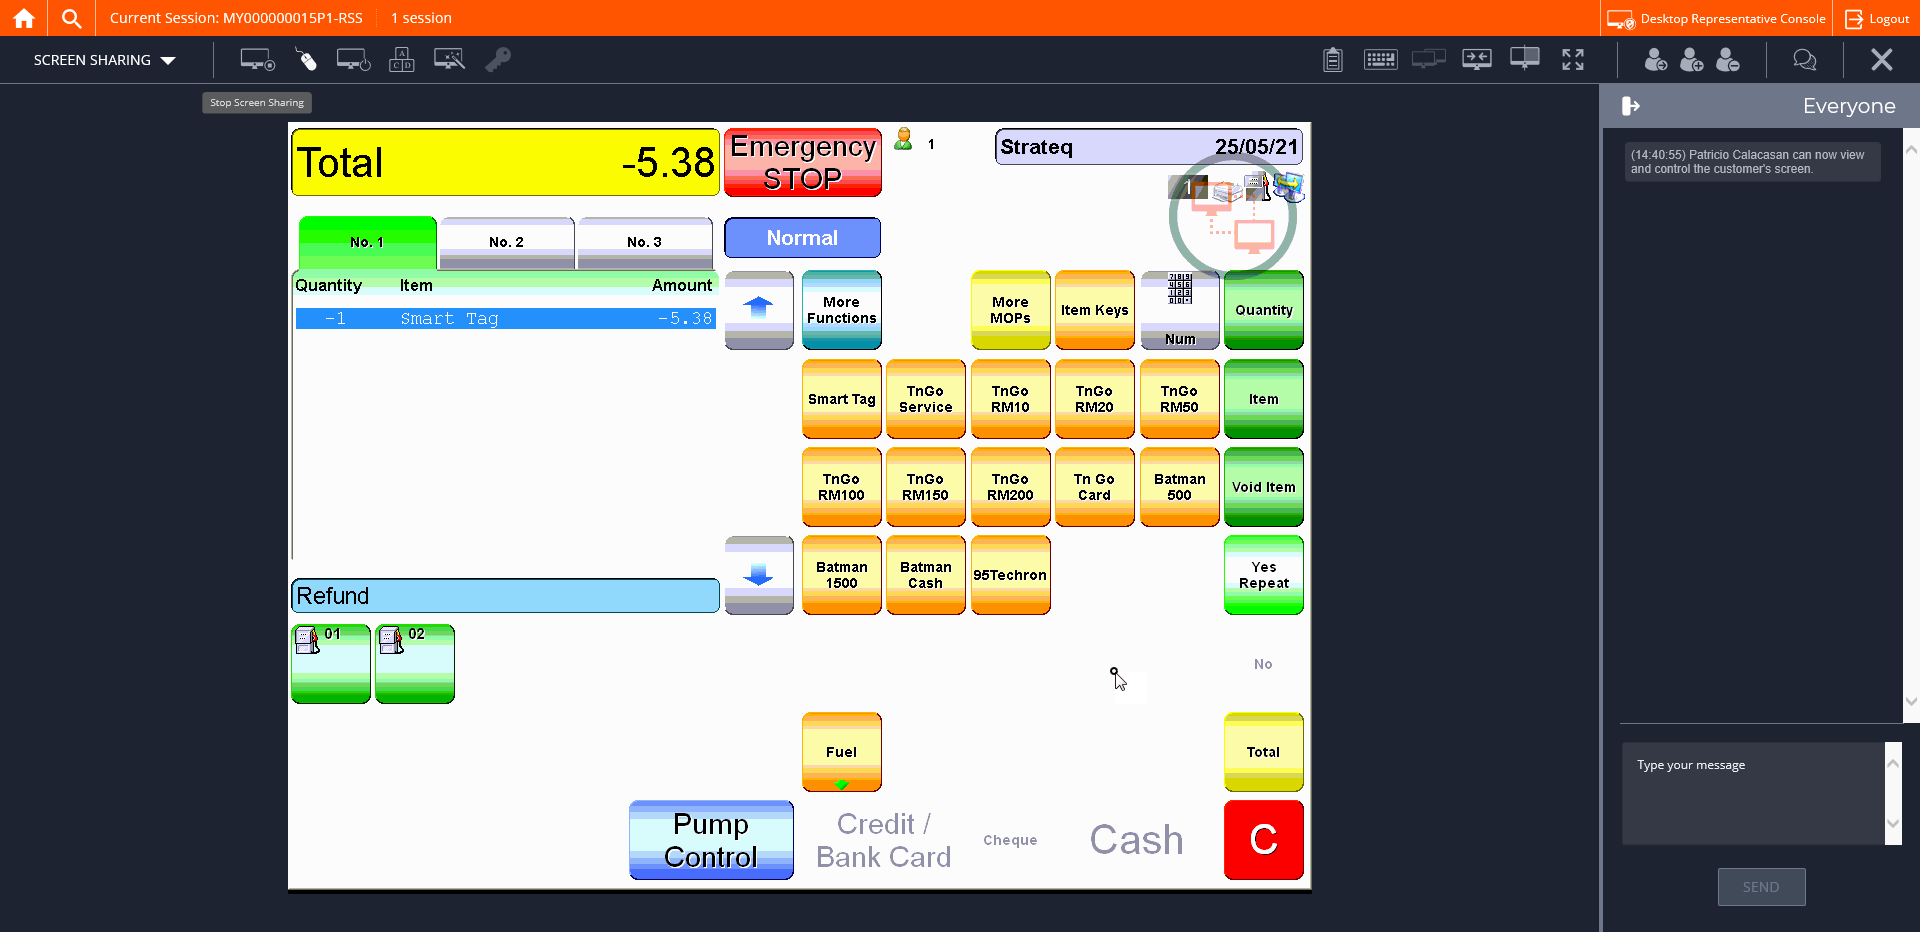 Current Session: MY000000015P1-RSS
1 session
Desktop Representative Console
Logout
SCREEN SHARING
Stop Screen Sharing
Everyone
(14:40:55) Patricio Calacasan can now view
and control the customer's screen.
Total -5.38
Emergency
STOP
1
Strateq 25/05/21
1
No. 1
No. 2
No. 3
Normal
Quantity Item Amount
-1 Smart Tag -5.38
More
Functions
More
MOPs
Item Keys
Num
Quantity
Smart Tag
TnGo
Service
TnGo
RM10
TnGo
RM20
TnGo
RM50
Item
TnGo
RM100
TnGo
RM150
TnGo
RM200
Tn Go
Card
Batman
500
Void Item
Batman
1500
Batman
Cash
95Techron
Yes
Repeat
Refund
01
02
No
Fuel
Total
Pump
Control
Credit /
Bank Card
Cheque
Cash
C
Type your message
SEND